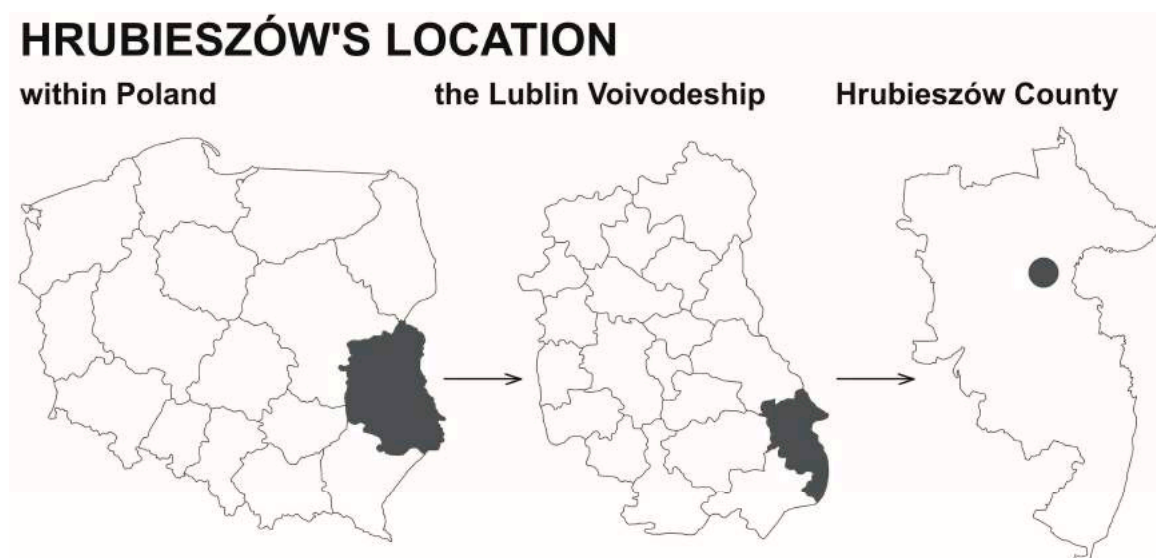 HRUBIESZÓW'S LOCATION
within Poland
the Lublin Voivodeship
Hrubieszów County